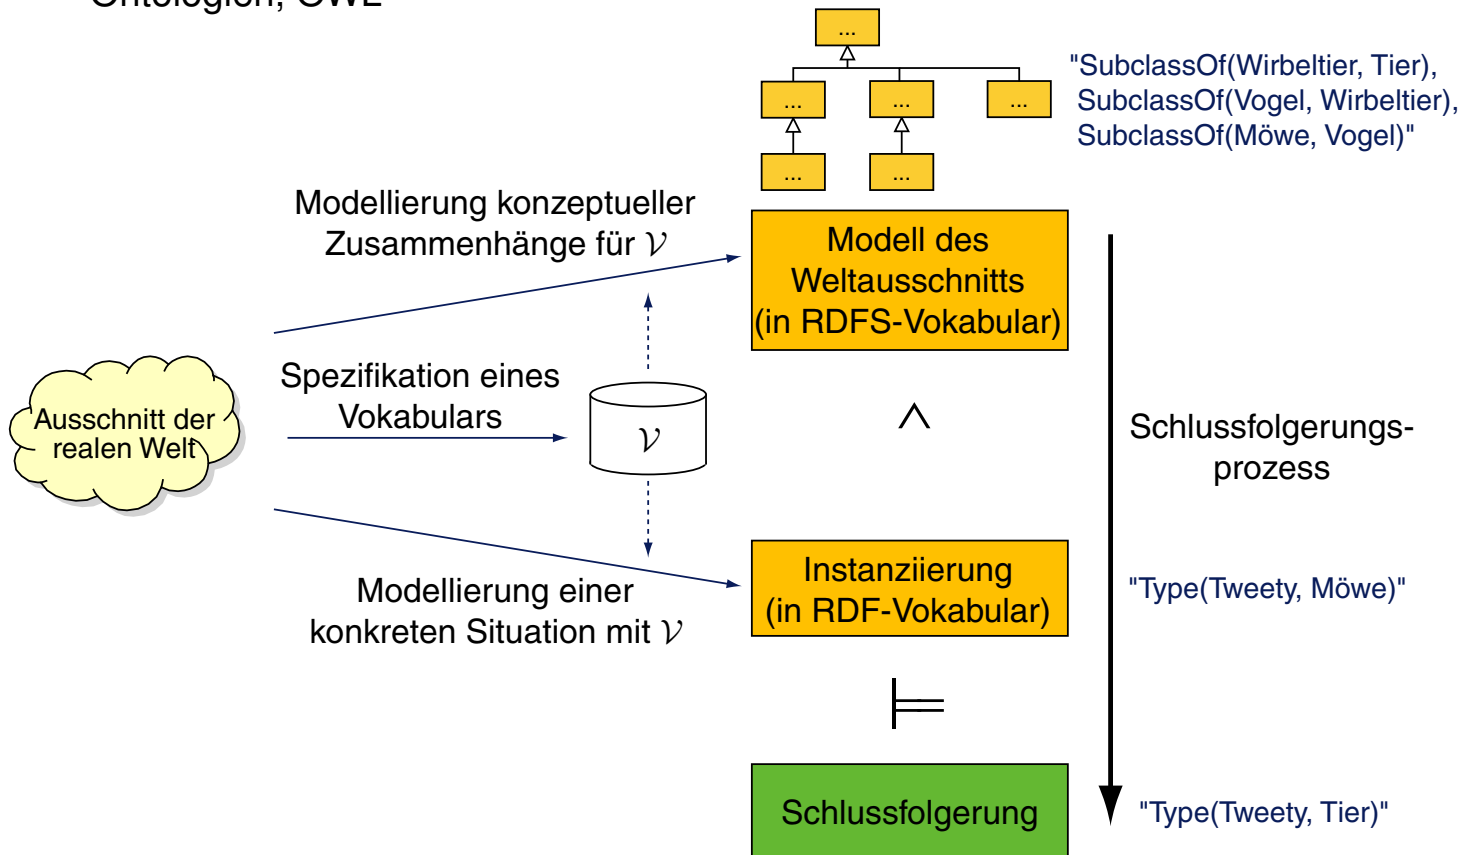 Ontologien, OWL
...
... ... ...
... ...
"SubclassOf(Wirbeltier, Tier),
SubclassOf(Vogel, Wirbeltier),
SubclassOf(Möwe, Vogel)"
Modellierung konzeptueller
Zusammenhänge für 𝒱
Modell des
Weltausschnitts
(in RDFS-Vokabular)
Ausschnitt der
realen Welt
Spezifikation eines
Vokabulars
𝒱
∧
Schlussfolgerungs-
prozess
Modellierung einer
konkreten Situation mit 𝒱
Instanziierung
(in RDF-Vokabular)
"Type(Tweety, Möwe)"
⊨
Schlussfolgerung
"Type(Tweety, Tier)"